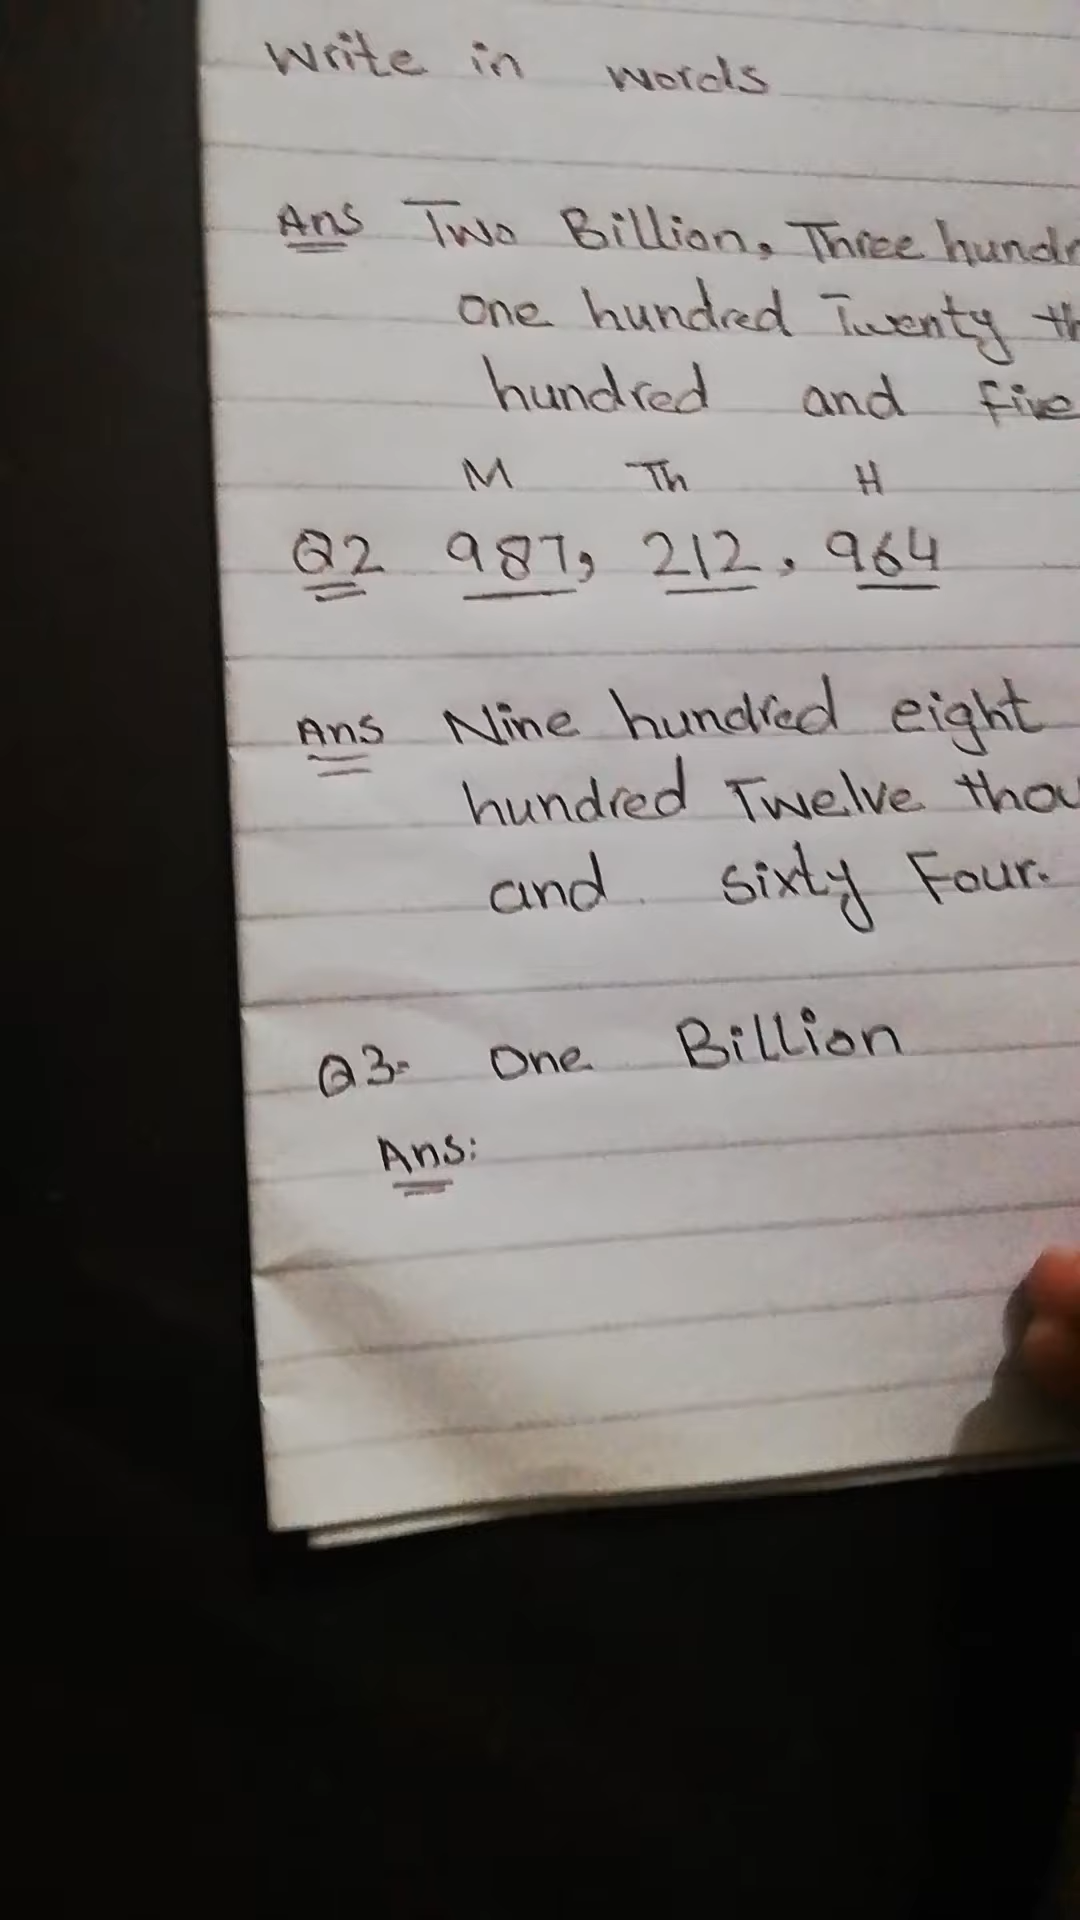 Write in words
Ans Two Billion, Three
one hundred Twenty
hundred and five
M Th H
Q2 987, 212, 964
Ans Nine hundred eight
hundred Twelve
and sixty Four.
Q3- One Billion
Ans: